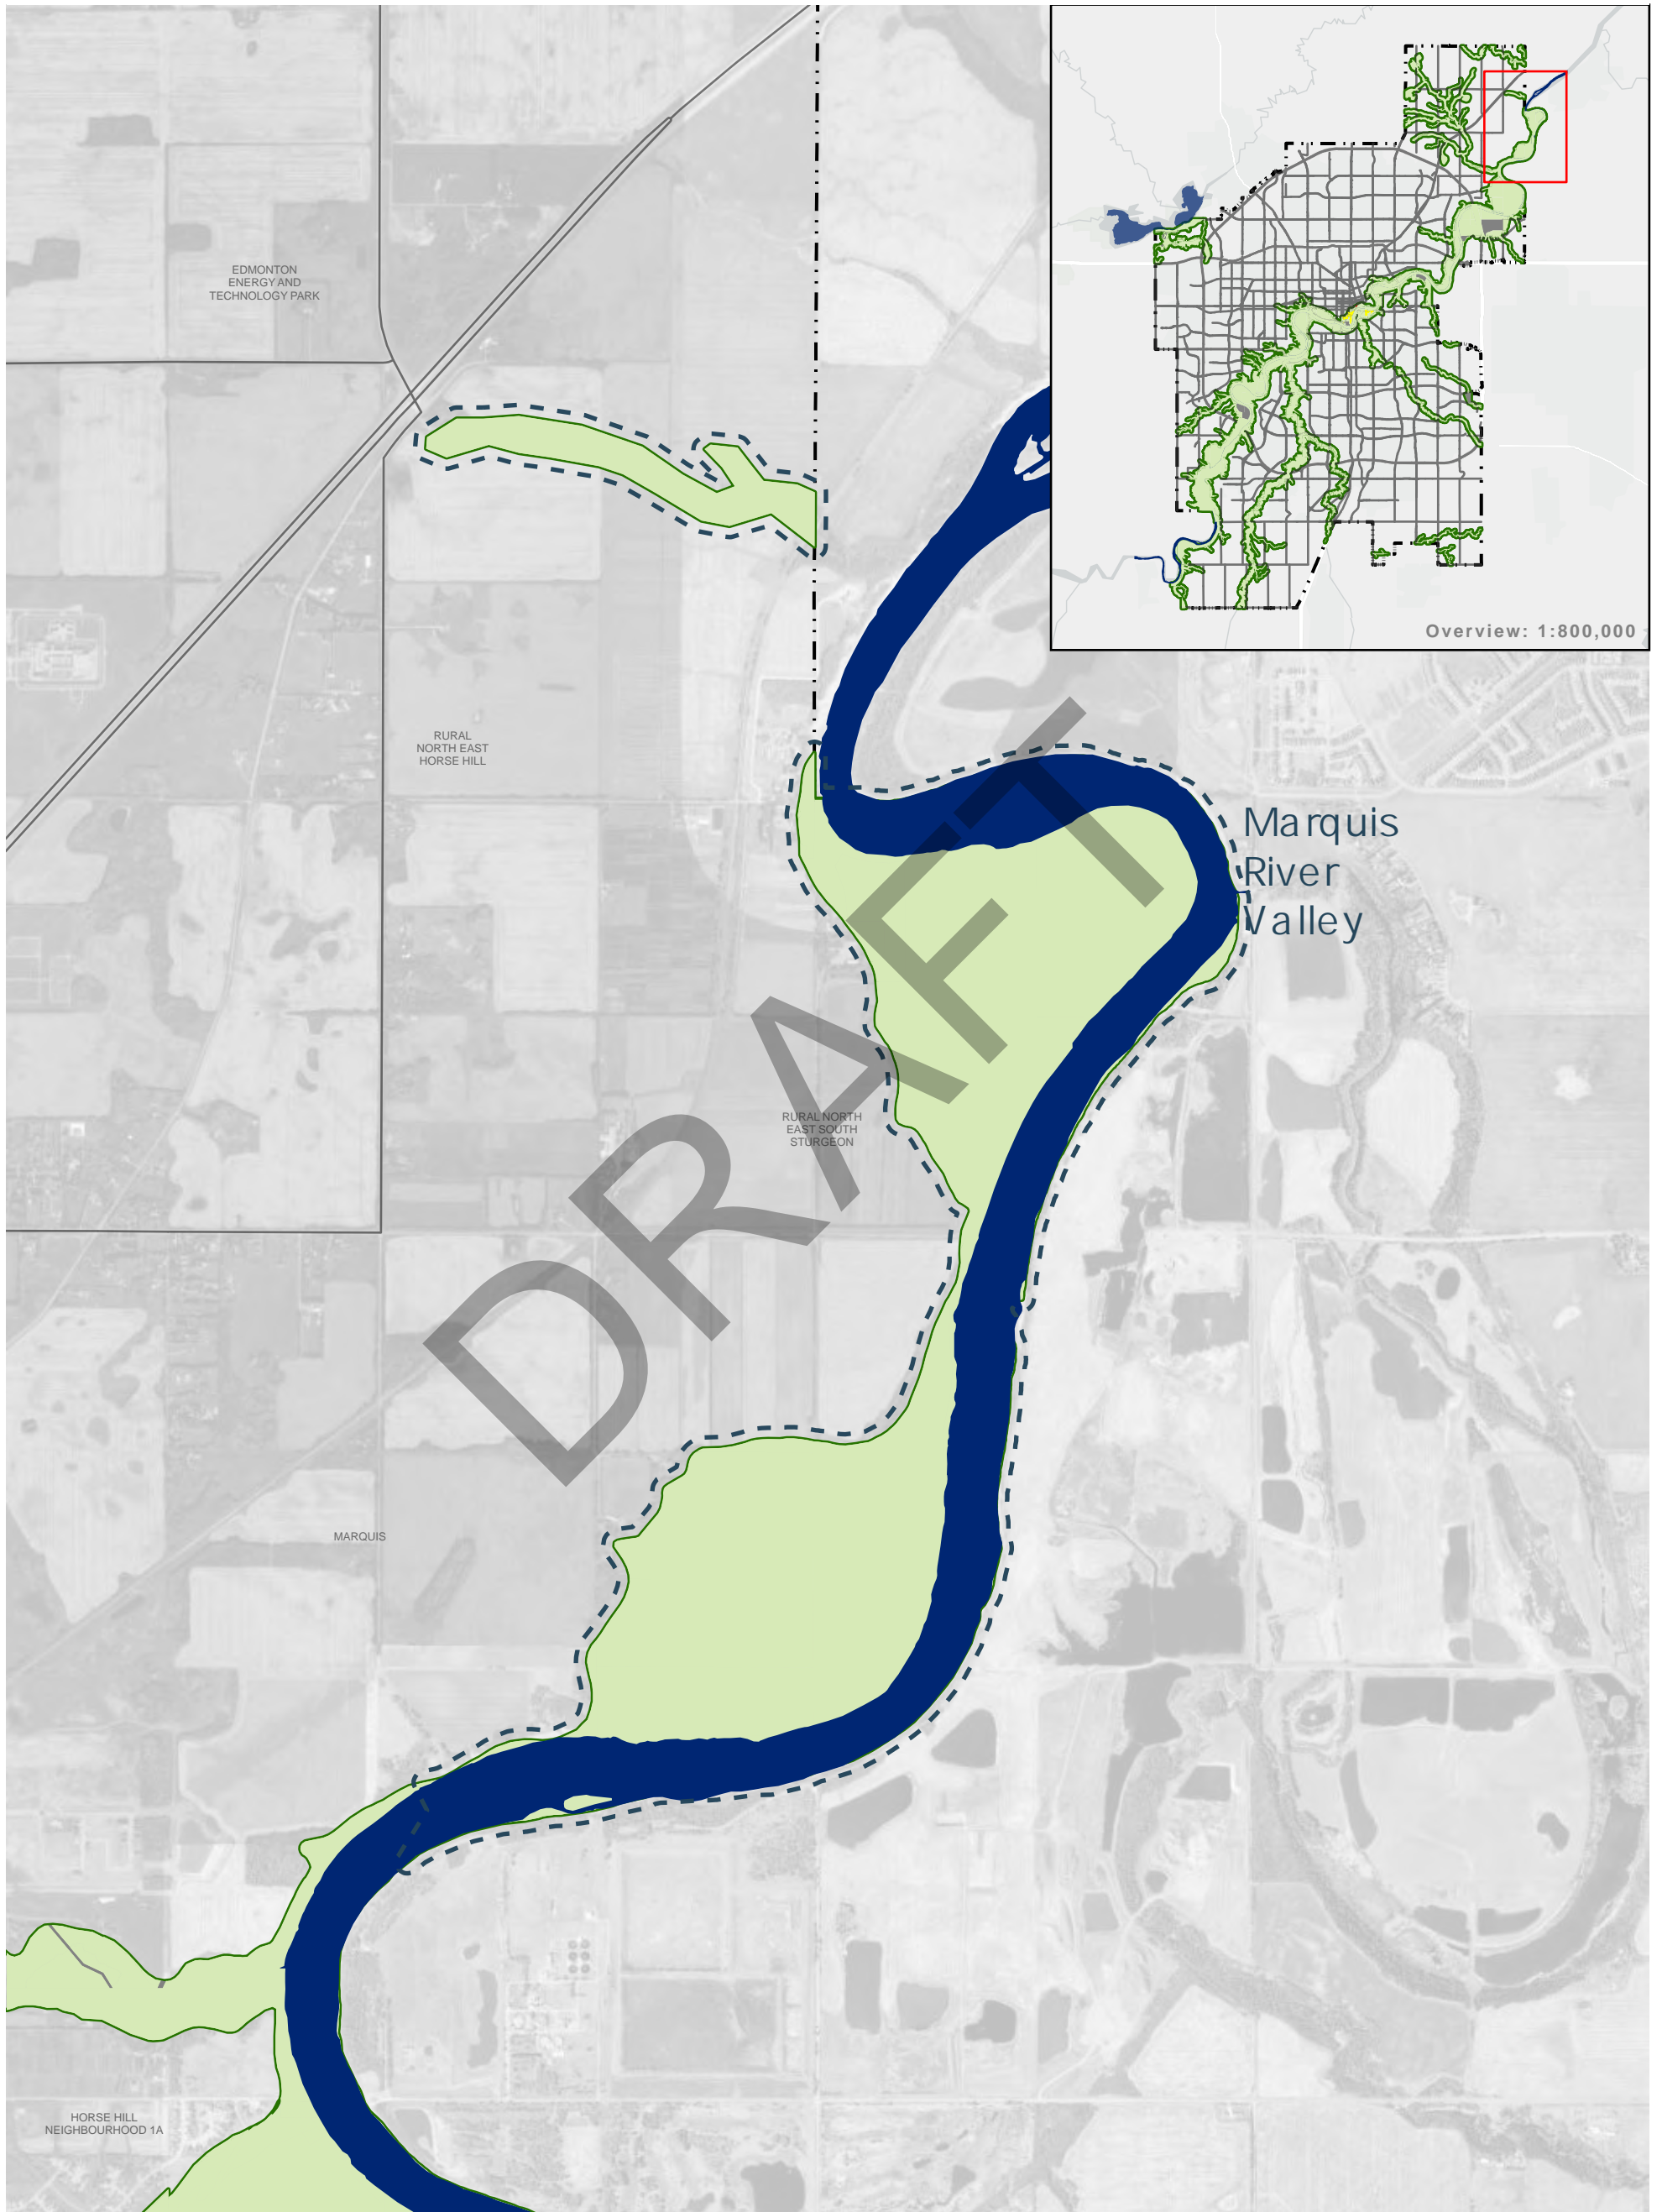 Overview: 1:800,000
EDMONTON
ENERGY AND
TECHNOLOGY PARK
RURAL
NORTH EAST
HORSE HILL
Marquis
River
Valley
RURAL NORTH
EAST SOUTH
STURGEON
DRAFT
MARQUIS
HORSE HILL
NEIGHBOURHOOD 1A